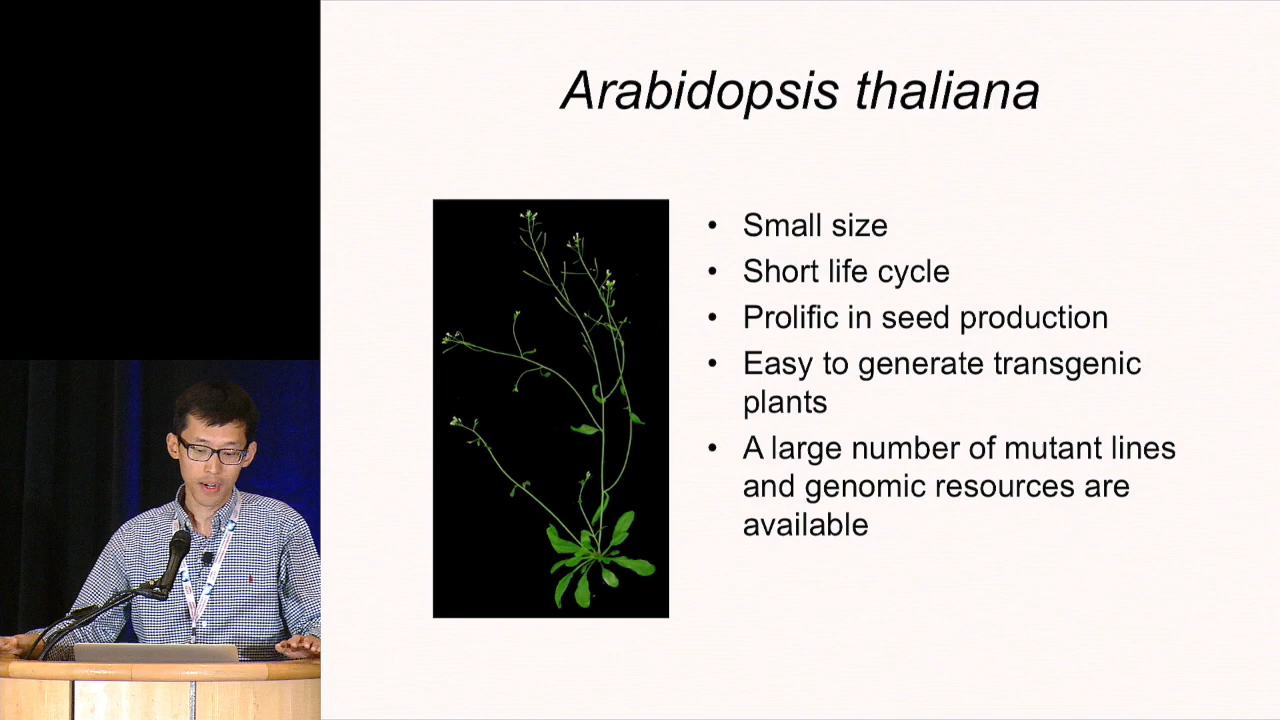 Arabidopsis thaliana
• Small size
• Short life cycle
• Prolific in seed production
• Easy to generate transgenic
plants
• A large number of mutant lines
and genomic resources are
available